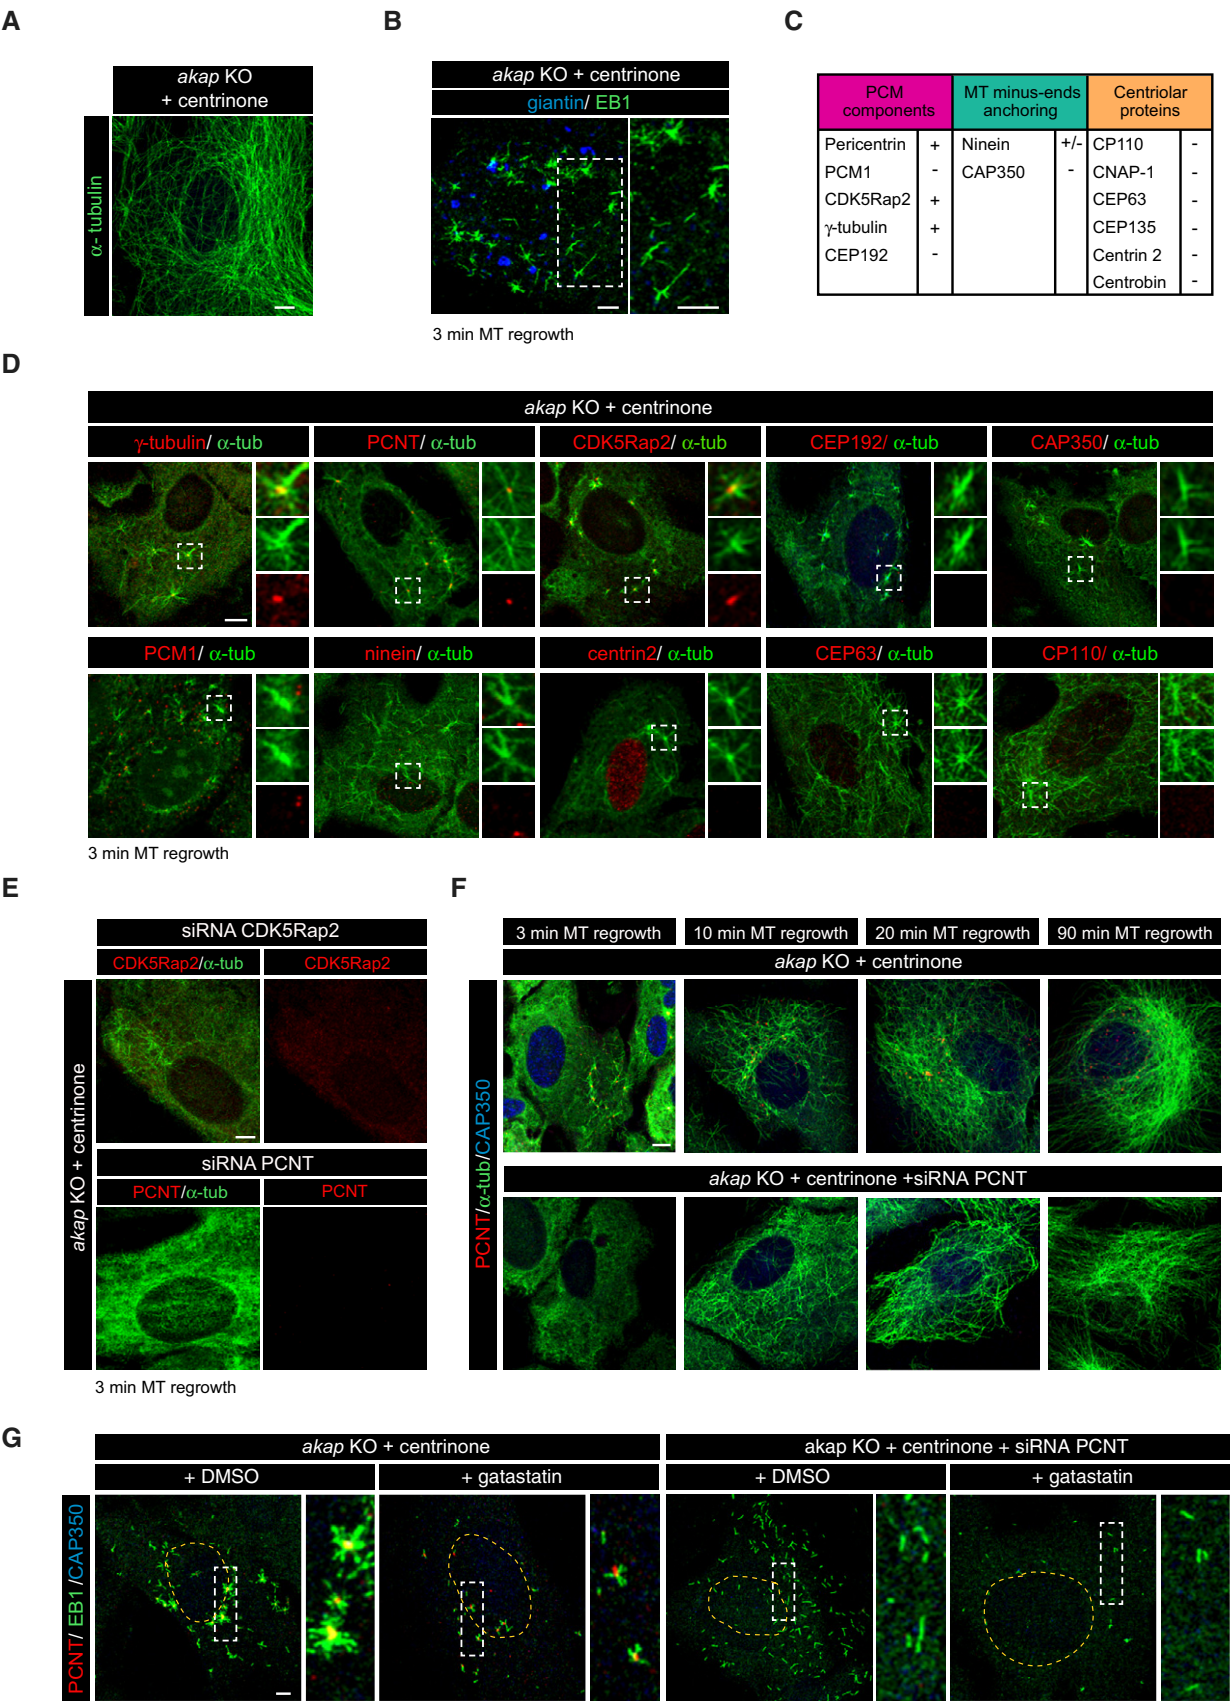 A
B
C
akap KO
+ centrinone
α- tubulin
akap KO + centrinone
giantin/ EB1
3 min MT regrowth
PCM components
MT minus-ends anchoring
Centriolar proteins
Pericentrin + Ninein +/- CP110 -
PCM1 - CAP350 - CNAP-1 -
CDK5Rap2 + CEP63 -
γ-tubulin + CEP135 -
CEP192 - Centrin 2 -
Centrobin -
D
akap KO + centrinone
γ-tubulin/ α-tub
PCNT/ α-tub
CDK5Rap2/ α-tub
CEP192/ α-tub
CAP350/ α-tub
PCM1/ α-tub
ninein/ α-tub
centrin2/ α-tub
CEP63/ α-tub
CP110/ α-tub
3 min MT regrowth
E
akap KO + centrinone
siRNA CDK5Rap2
CDK5Rap2/α-tub
CDK5Rap2
siRNA PCNT
PCNT/α-tub
PCNT
3 min MT regrowth
F
3 min MT regrowth
10 min MT regrowth
20 min MT regrowth
90 min MT regrowth
akap KO + centrinone
PCNT/α-tub/CAP350
akap KO + centrinone +siRNA PCNT
G
akap KO + centrinone
akap KO + centrinone + siRNA PCNT
+ DMSO
+ gatastatin
+ DMSO
+ gatastatin
PCNT/ EB1 /CAP350